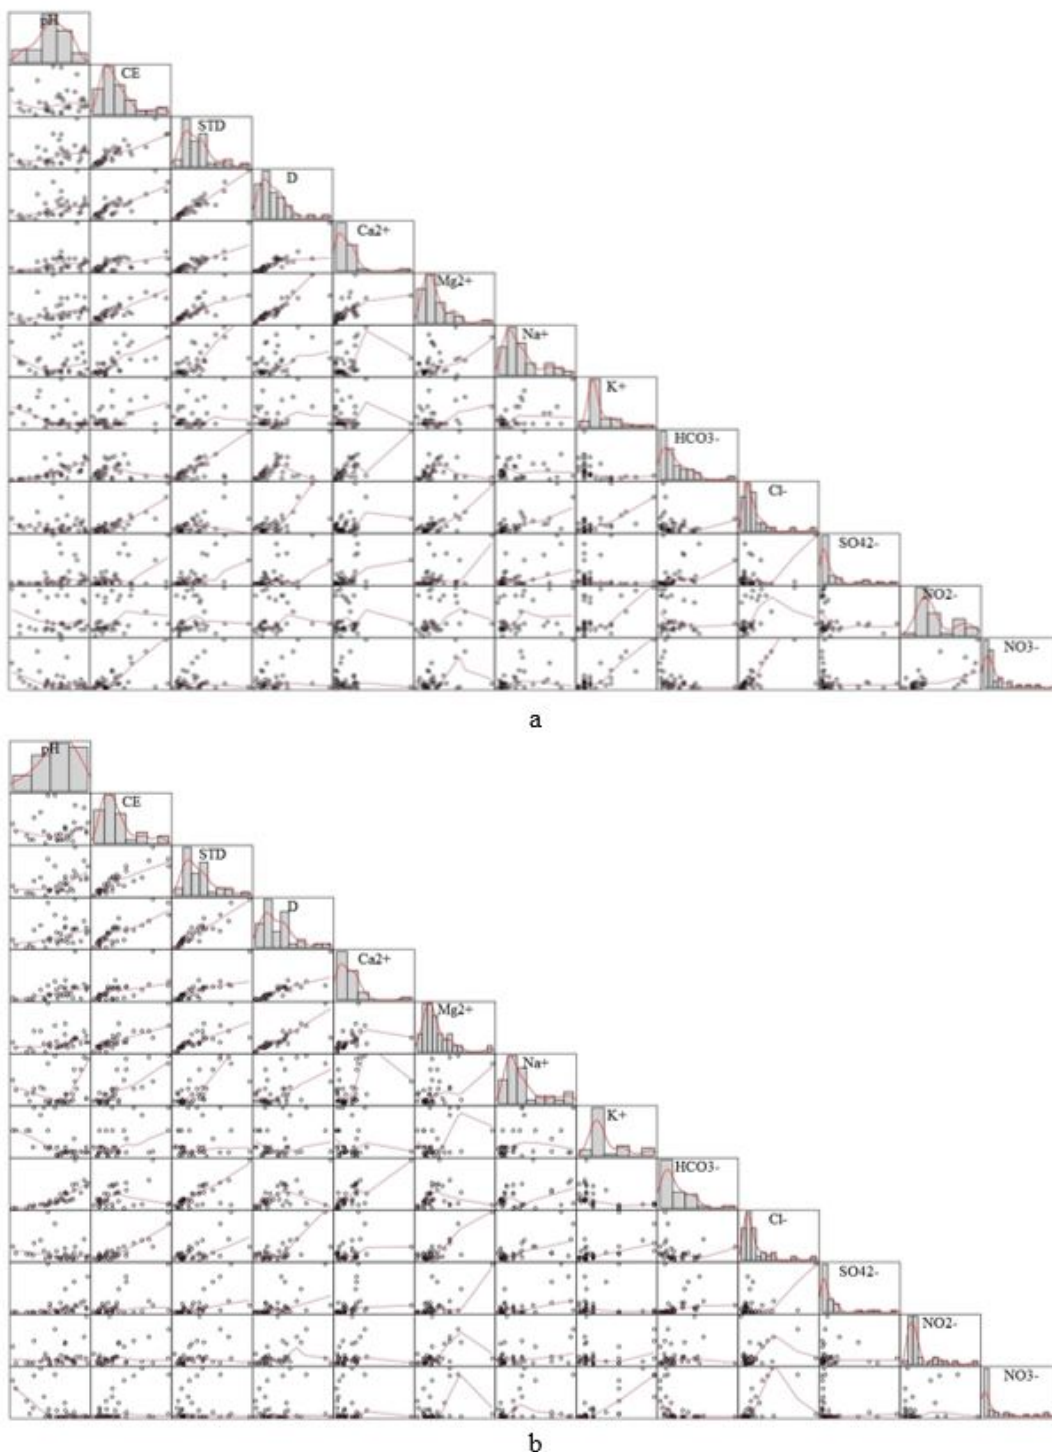 pH
CE
STD
D
Ca2+
Mg2+
Na+
K+
HCO3-
Cl-
SO42-
NO2-
NO3-
a
pH
CE
STD
D
Ca2+
Mg2+
Na+
K+
HCO3-
Cl-
SO42-
NO2-
NO3-
b